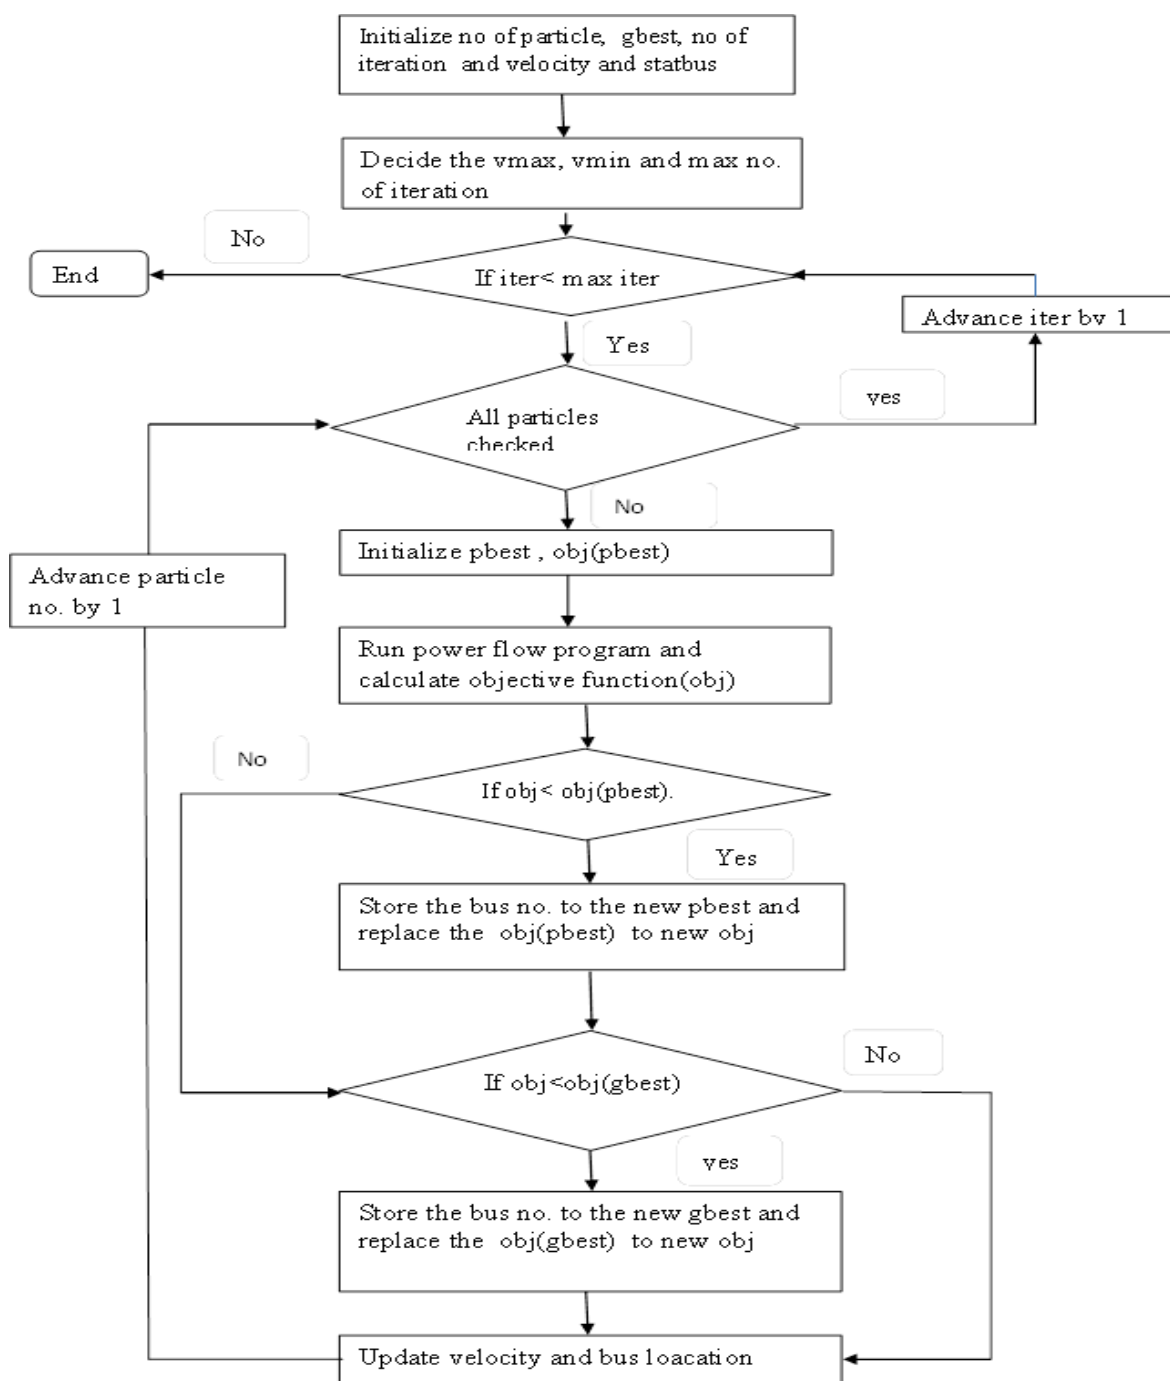 Initialize no of particle, gbest, no of
iteration and velocity and statbus
Decide the vmax, vmin and max no.
of iteration
No
End
If iter< max iter
Advance iter by 1
Yes
yes
All particles
checked
No
Initialize pbest , obj(pbest)
Advance particle
no. by 1
Run power flow program and
calculate objective function(obj)
No
If obj< obj(pbest).
Yes
Store the bus no. to the new pbest and
replace the obj(pbest) to new obj
No
If obj<obj(gbest)
yes
Store the bus no. to the new gbest and
replace the obj(gbest) to new obj
Update velocity and bus loacation